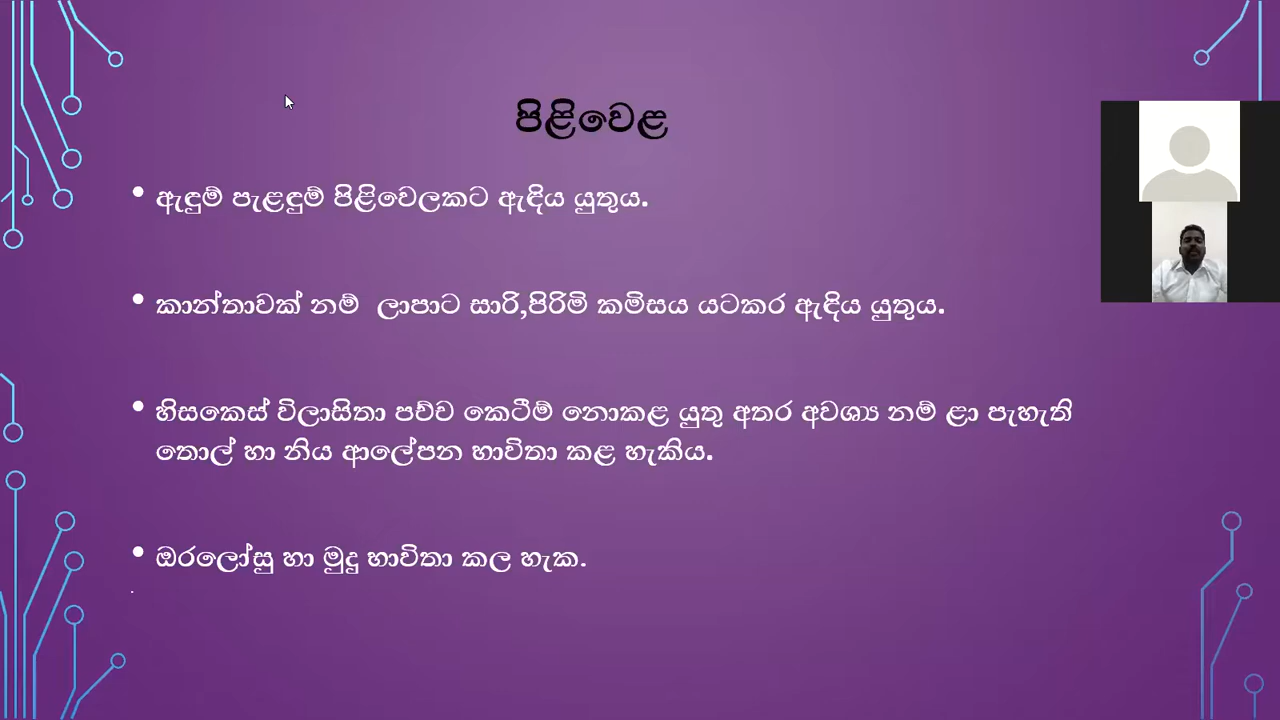 පිළිවෙළ
• ඇඳුම් පැළඳුම් පිළිවෙලකට ඇඳිය යුතුය.
• කාන්තාවක් නම් ලාපාට සාරි,පිරිමි කමිසය යටකර ඇඳිය යුතුය.
• හිසකෙස් විලාසිතා පච්ච කෙටීම් නොකළ යුතු අතර අවශ්‍ය නම් ළා පැහැති
තොල් හා නිය ආලේපන භාවිතා කළ හැකිය.
• ඔරලෝසු හා මුදු භාවිතා කල හැක.